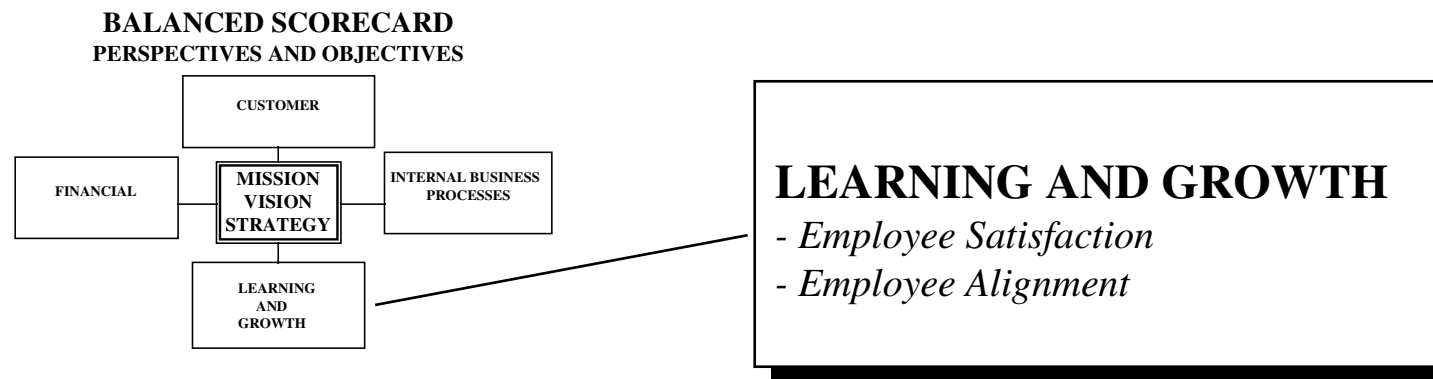 BALANCED SCORECARD
PERSPECTIVES AND OBJECTIVES
CUSTOMER
FINANCIAL
MISSION
VISION
STRATEGY
INTERNAL BUSINESS
PROCESSES
LEARNING
AND
GROWTH
LEARNING AND GROWTH
- Employee Satisfaction
- Employee Alignment